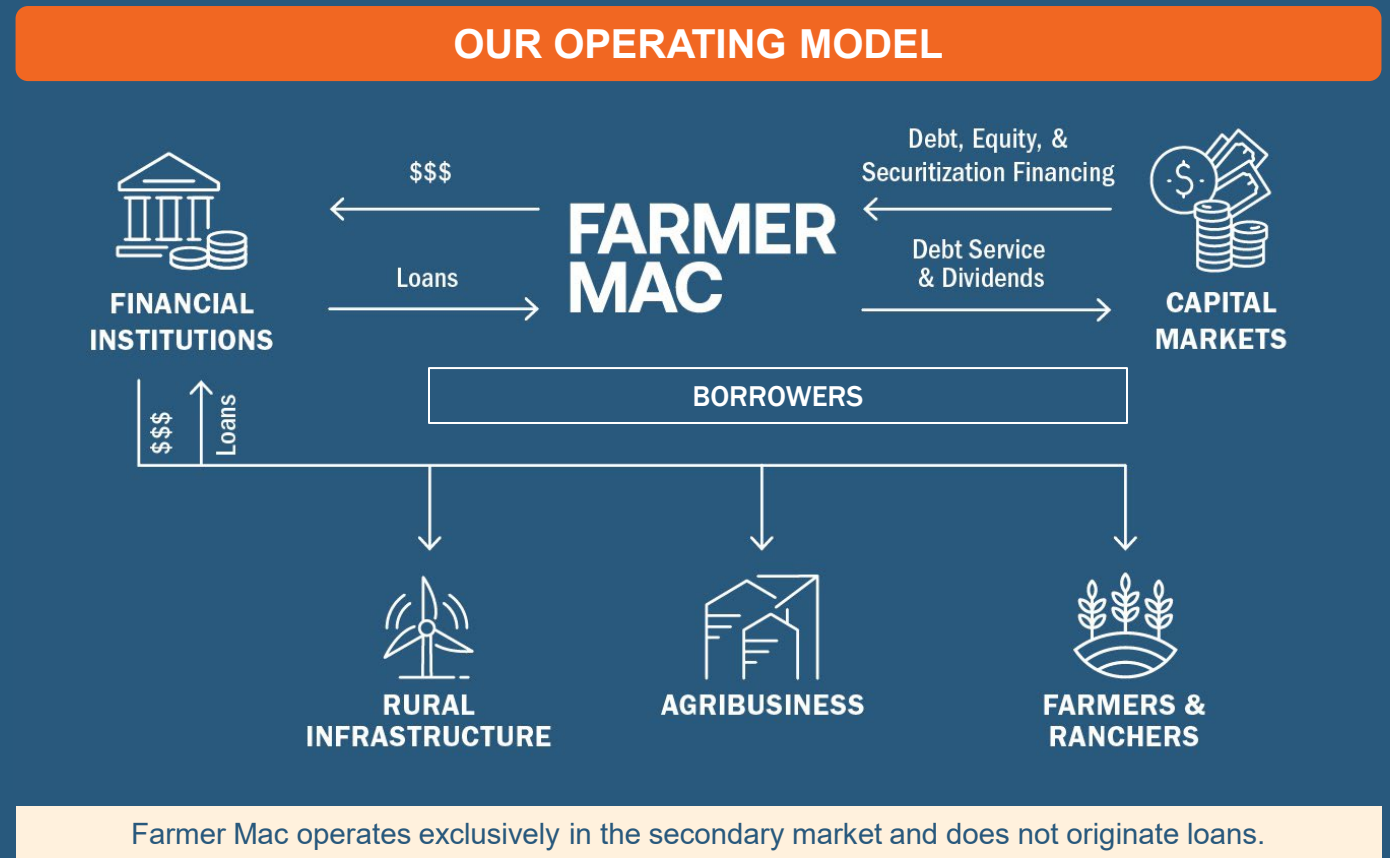 OUR OPERATING MODEL
$$$
Debt, Equity, &
Securitization Financing
FARMER
MAC
Loans
Debt Service
& Dividends
FINANCIAL
INSTITUTIONS
CAPITAL
MARKETS
$$$
Loans
BORROWERS
RURAL
INFRASTRUCTURE
AGRIBUSINESS
FARMERS &
RANCHERS
Farmer Mac operates exclusively in the secondary market and does not originate loans.